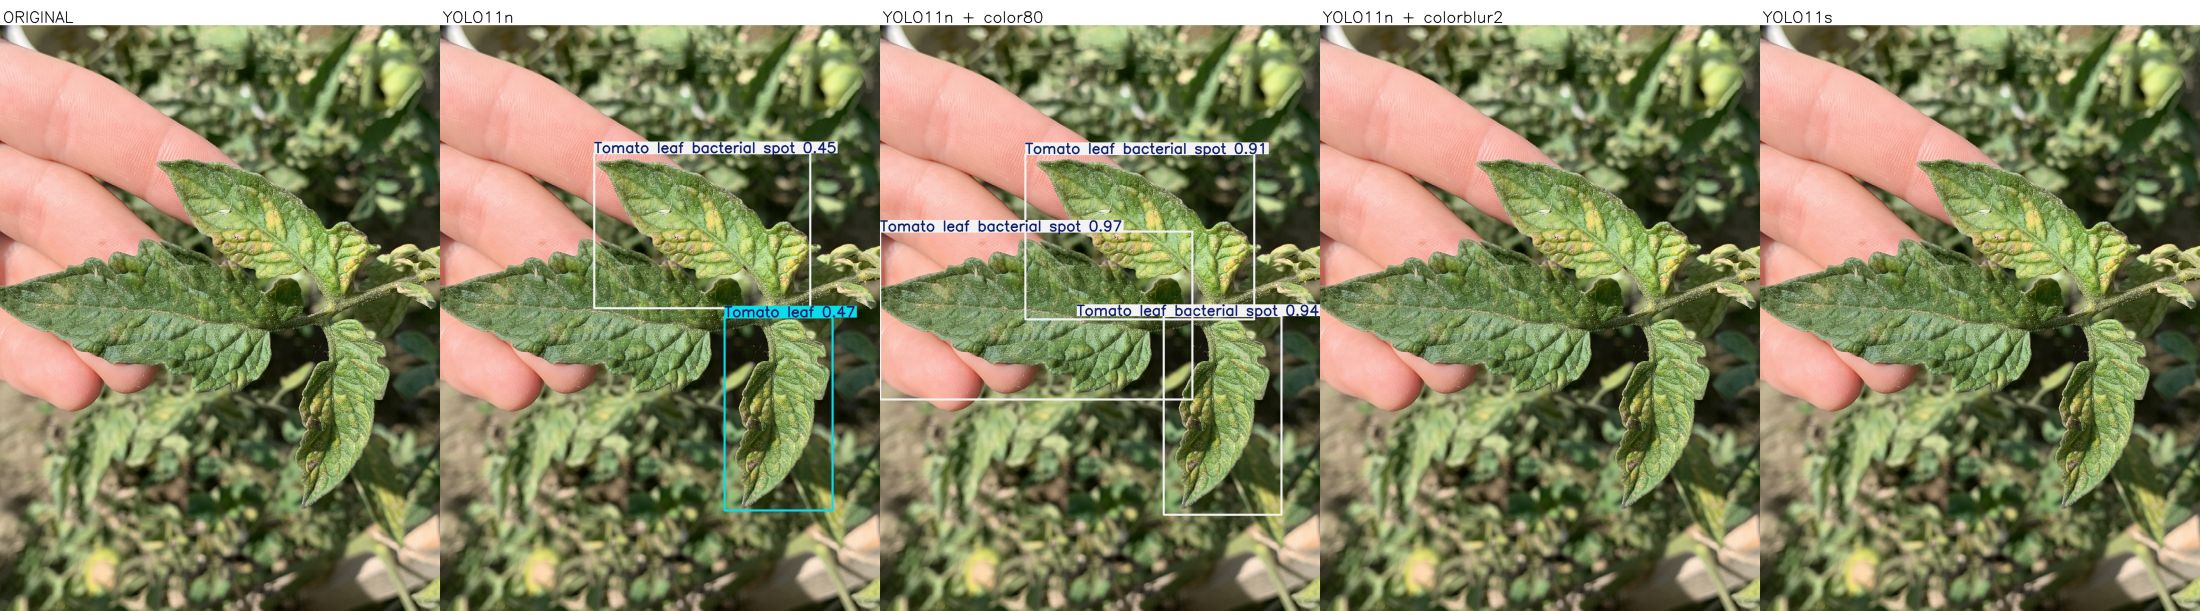 ORIGINAL
YOLO11n
YOLO11n + color80
YOLO11n + colorblur2
YOLO11s
Tomato leaf bacterial spot 0.45
Tomato leaf 0.47
Tomato leaf bacterial spot 0.91
Tomato leaf bacterial spot 0.97
Tomato leaf bacterial spot 0.94